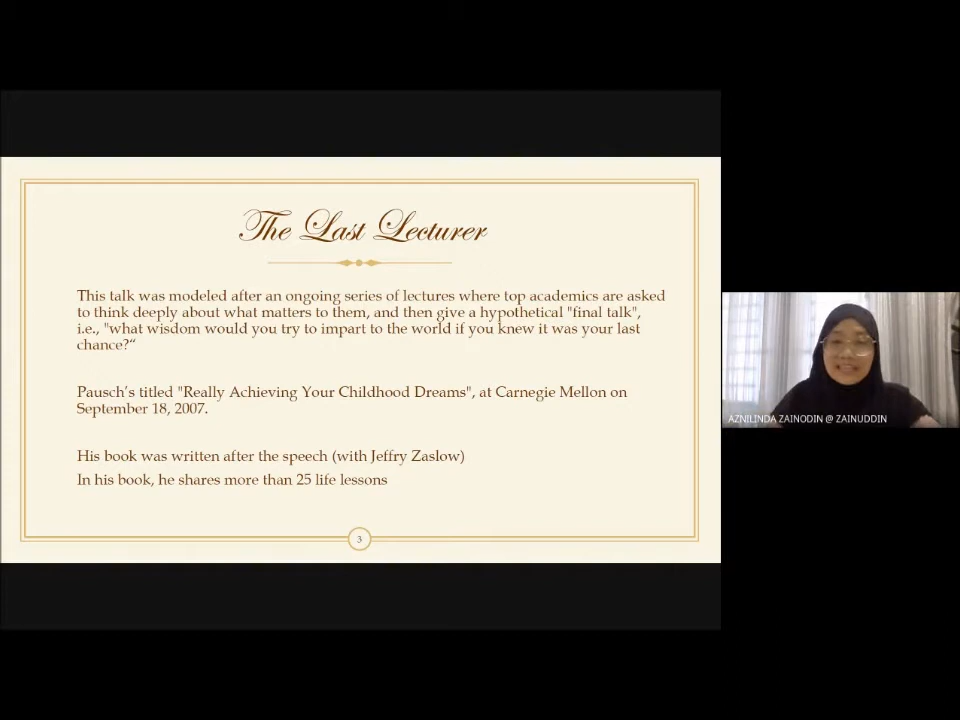 The Last Lecturer
This talk was modeled after an ongoing series of lectures where top academics are asked
to think deeply about what matters to them, and then give a hypothetical "final talk",
i.e., "what wisdom would you try to impart to the world if you knew it was your last
chance?“
Pausch’s titled "Really Achieving Your Childhood Dreams", at Carnegie Mellon on
September 18, 2007.
His book was written after the speech (with Jeffry Zaslow)
In his book, he shares more than 25 life lessons
3
AZNILINDA ZAINODIN @ ZAINUDDIN